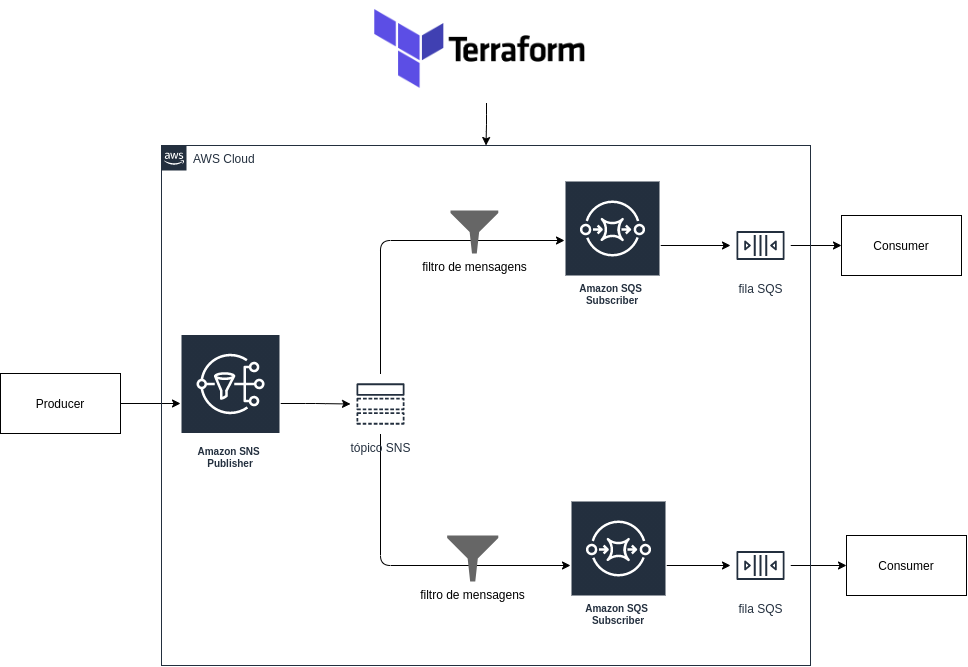 Terraform
aws
AWS Cloud
filtro de mensagens
Amazon SQS
Subscriber
fila SQS
Consumer
Producer
Amazon SNS
Publisher
tópico SNS
filtro de mensagens
Amazon SQS
Subscriber
fila SQS
Consumer